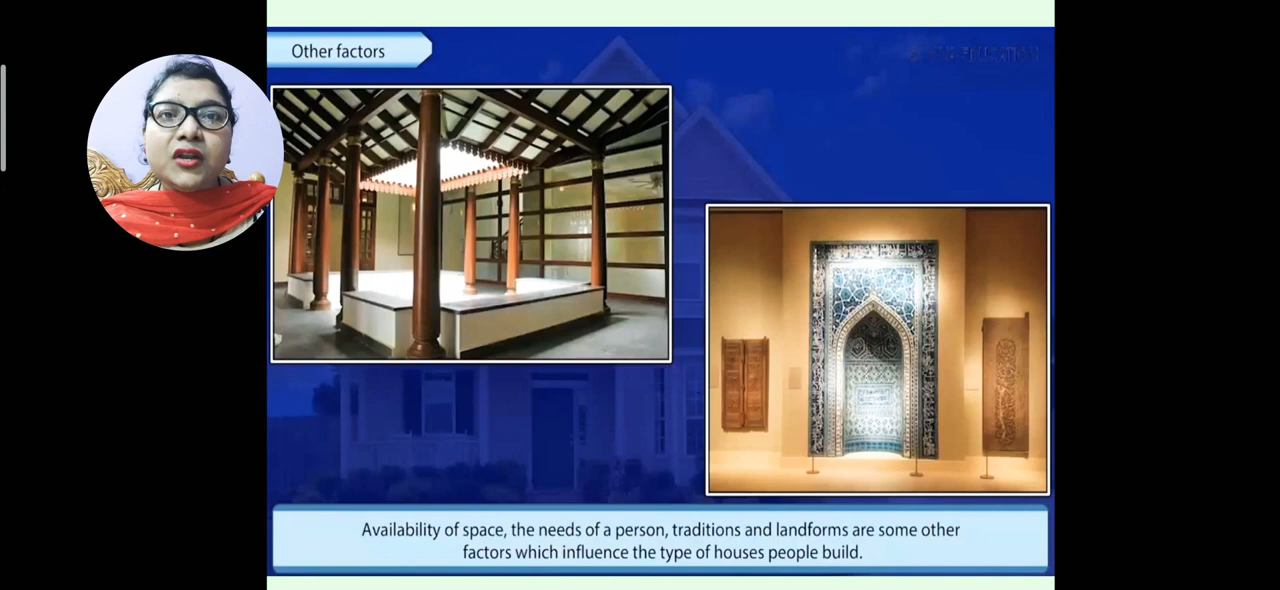 Other factors
Availability of space, the needs of a person, traditions and landforms are some other
factors which influence the type of houses people build.